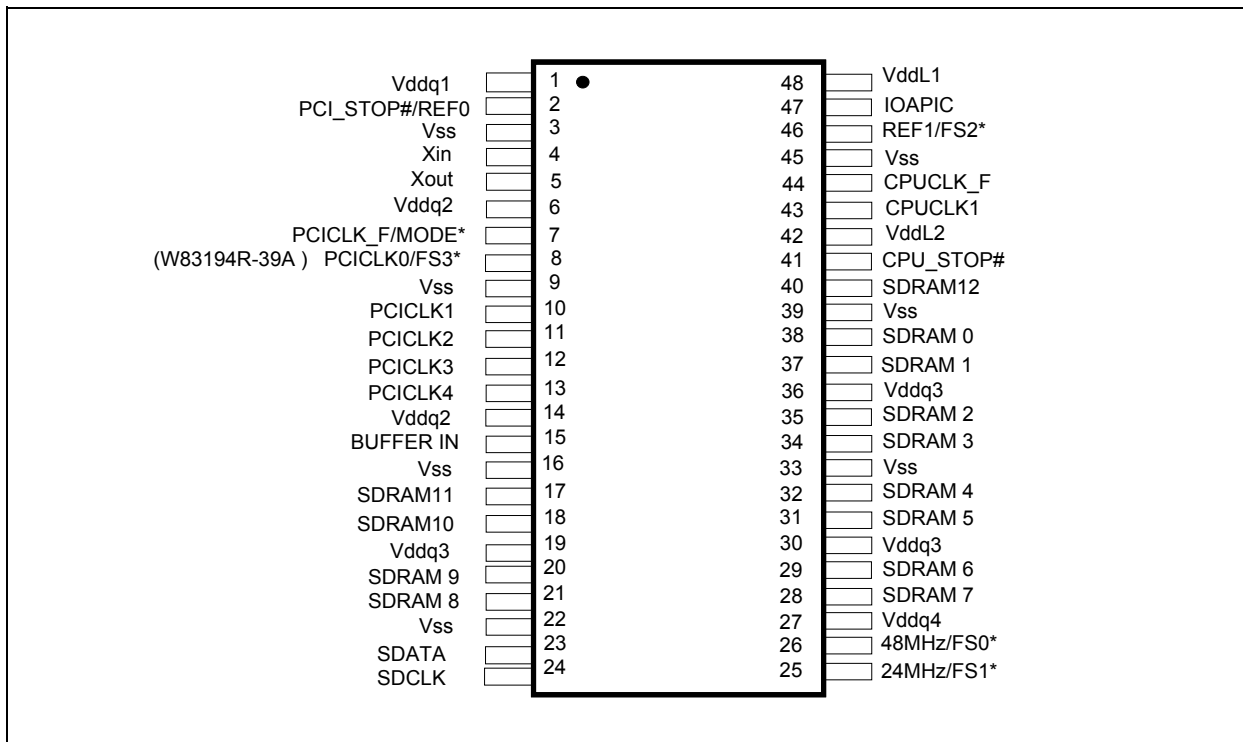 Vddq1 1 48 VddL1
PCI_STOP#/REF0 2 47 IOAPIC
Vss 3 46 REF1/FS2*
Xin 4 45 Vss
Xout 5 44 CPUCLK_F
Vddq2 6 43 CPUCLK1
PCICLK_F/MODE* 7 42 VddL2
(W83194R-39A ) PCICLK0/FS3* 8 41 CPU_STOP#
Vss 9 40 SDRAM12
PCICLK1 10 39 Vss
PCICLK2 11 38 SDRAM 0
PCICLK3 12 37 SDRAM 1
PCICLK4 13 36 Vddq3
Vddq2 14 35 SDRAM 2
BUFFER IN 15 34 SDRAM 3
Vss 16 33 Vss
SDRAM11 17 32 SDRAM 4
SDRAM10 18 31 SDRAM 5
Vddq3 19 30 Vddq3
SDRAM 9 20 29 SDRAM 6
SDRAM 8 21 28 SDRAM 7
Vss 22 27 Vddq4
SDATA 23 26 48MHz/FS0*
SDCLK 24 25 24MHz/FS1*